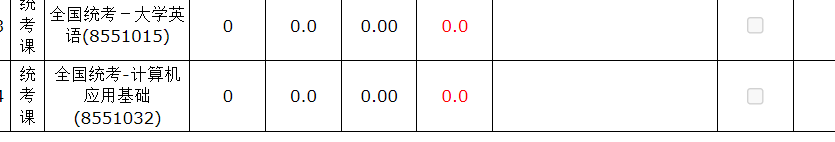 3
统
考
课
全国统考－大学英
语(8551015)
0
0.0
0.00
0.0
4
统
考
课
全国统考-计算机
应用基础
(8551032)
0
0.0
0.00
0.0